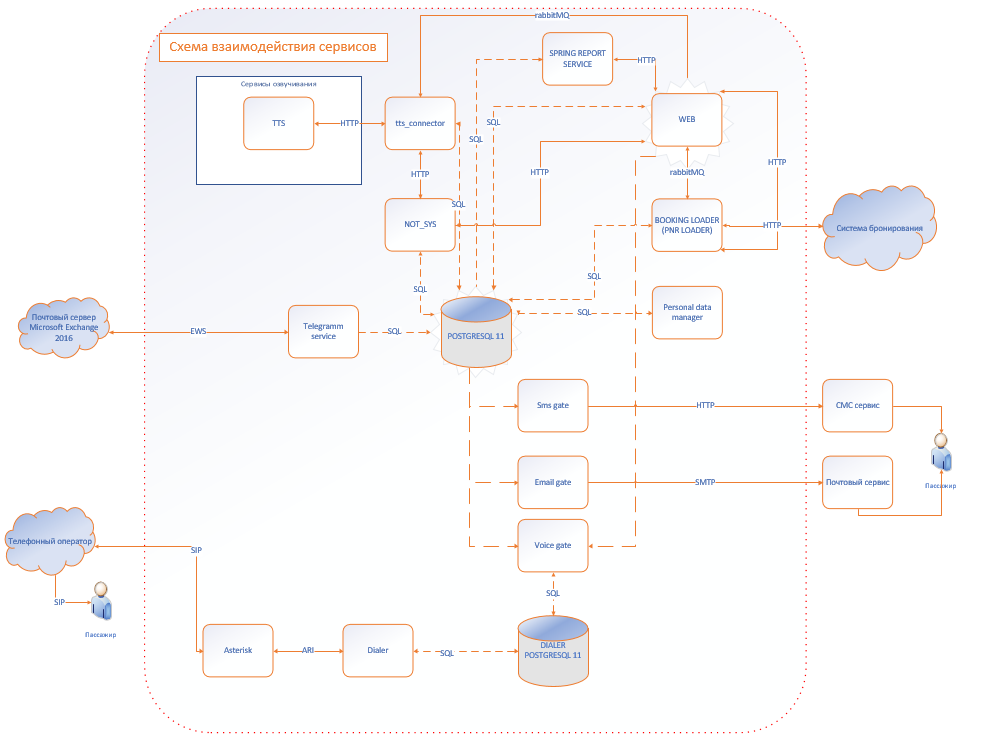 rabbitMQ
Схема взаимодействия сервисов
SPRING REPORT
SERVICE
HTTP
Сервисы озвучивания
TTS
HTTP
tts_connector
SQL
SQL
WEB
HTTP
HTTP
HTTP
rabbitMQ
SQL
NOT_SYS
BOOKING LOADER
(PNR LOADER)
HTTP
Система бронирования
SQL
SQL
Почтовый сервер
Microsoft Exchange
2016
EWS
Telegramm
service
SQL
POSTGRESQL 11
SQL
Personal data
manager
Sms gate
HTTP
СМС сервис
Email gate
SMTP
Почтовый сервис
Пассажир
Телефонный оператор
SIP
Voice gate
SIP
Пассажир
SQL
Asterisk
ARI
Dialer
SQL
DIALER
POSTGRESQL 11